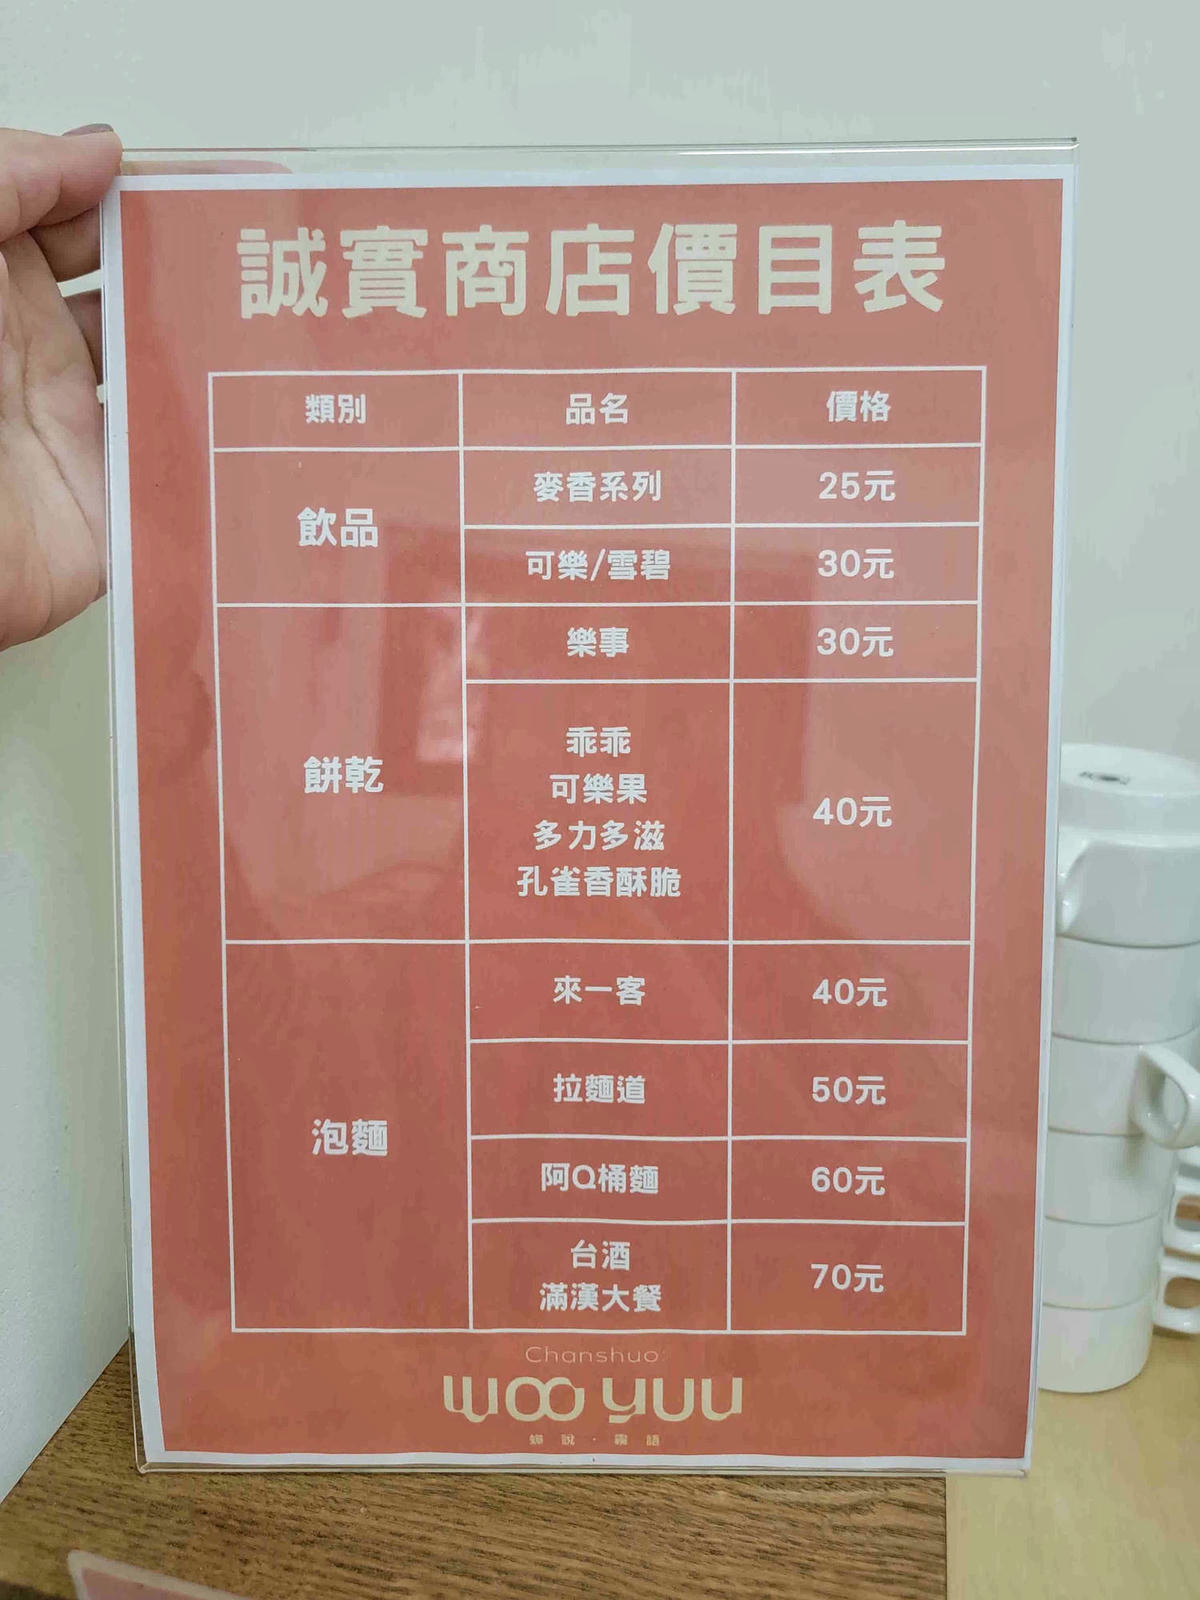 誠實商店價目表
類別 品名 價格
飲品
麥香系列 25元
可樂/雪碧 30元
餅乾
樂事 30元
乖乖
可樂果
多力多滋
孔雀香酥脆
40元
泡麵
來一客 40元
拉麵道 50元
阿Q桶麵 60元
台酒
滿漢大餐
70元
Chanshuo:
WOO YUU
蟬說·霧語